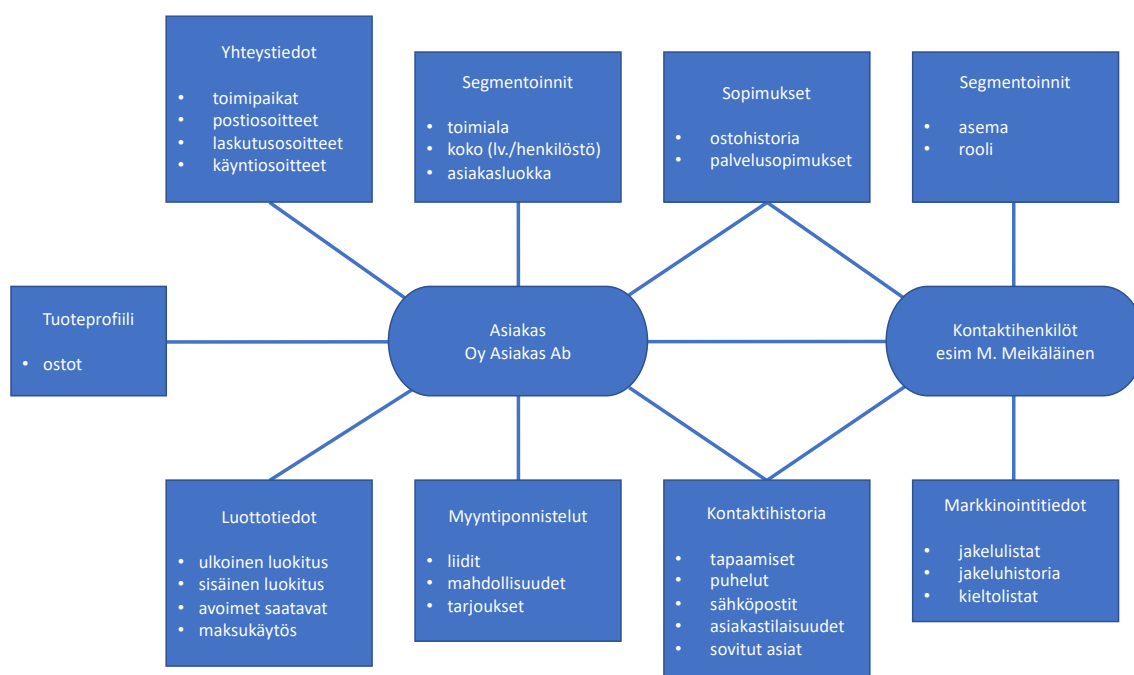 Yhteystiedot
• toimipaikat
• postiosoitteet
• laskutusosoitteet
• käyntiosoitteet
Segmentoinnit
• toimiala
• koko (lv./henkilöstö)
• asiakasluokka
Sopimukset
• ostohistoria
• palvelusopimukset
Segmentoinnit
• asema
• rooli
Tuoteprofiili
• ostot
Asiakas
Oy Asiakas Ab
Kontaktihenkilöt
esim M. Meikäläinen
Luottotiedot
• ulkoinen luokitus
• sisäinen luokitus
• avoimet saatavat
• maksukäytös
Myyntiponnistelut
• liidit
• mahdollisuudet
• tarjoukset
Kontaktihistoria
• tapaamiset
• puhelut
• sähköpostit
• asiakastilaisuudet
• sovitut asiat
Markkinointitiedot
• jakelulistat
• jakeluhistoria
• kieltolistat